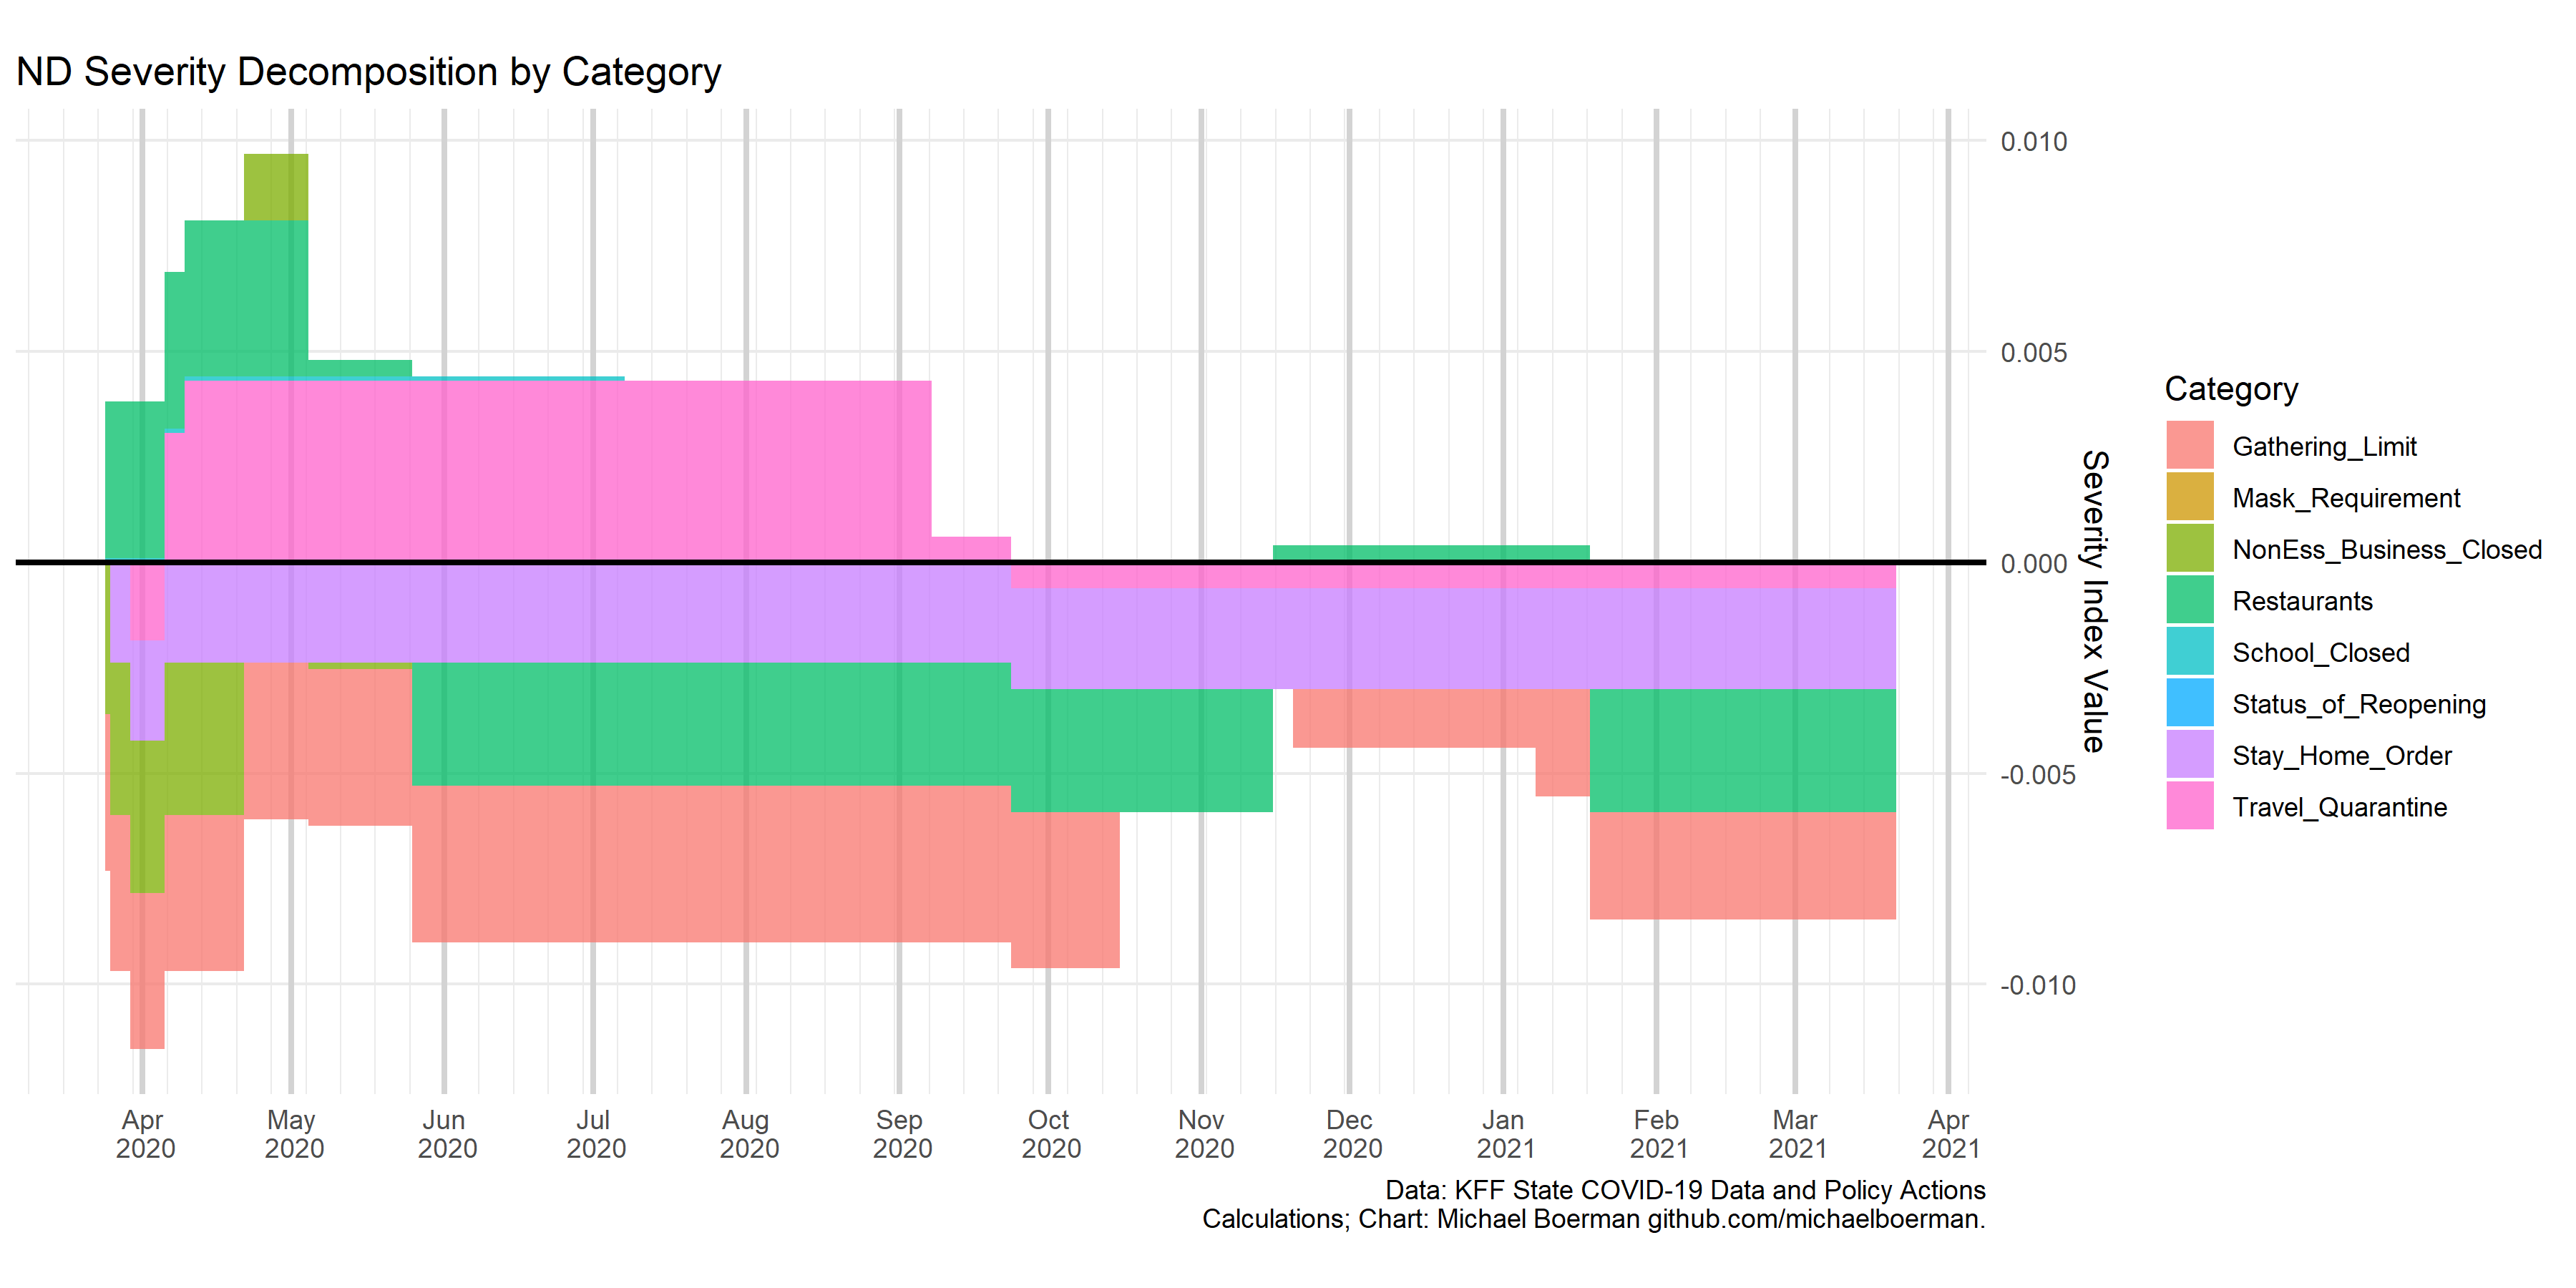 ND Severity Decomposition by Category
0.010
0.005
0.000
-0.005
-0.010
Severity Index Value
Category
Gathering_Limit
Mask_Requirement
NonEss_Business_Closed
Restaurants
School_Closed
Status_of_Reopening
Stay_Home_Order
Travel_Quarantine
Apr May Jun Jul Aug Sep Oct Nov Dec Jan Feb Mar Apr
2020 2020 2020 2020 2020 2020 2020 2020 2020 2021 2021 2021 2021
Data: KFF State COVID-19 Data and Policy Actions
Calculations; Chart: Michael Boerman github.com/michaelboerman.